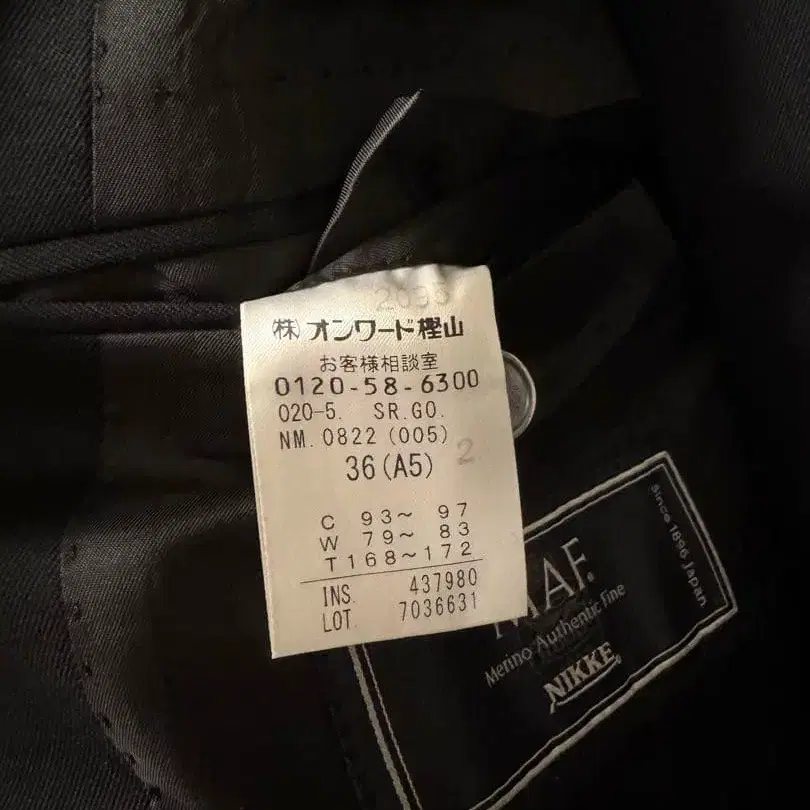 ㈱オンワード樫山
お客様相談室
0120-58-6300
020-5. SR.GO.
NM.0822(005)
36(A5) 2
C 93～ 97
W 79～ 83
T168～172
INS. 437980
LOT. 7036631
since 1896 Japan
Merino Authentic Fine
NIKKE